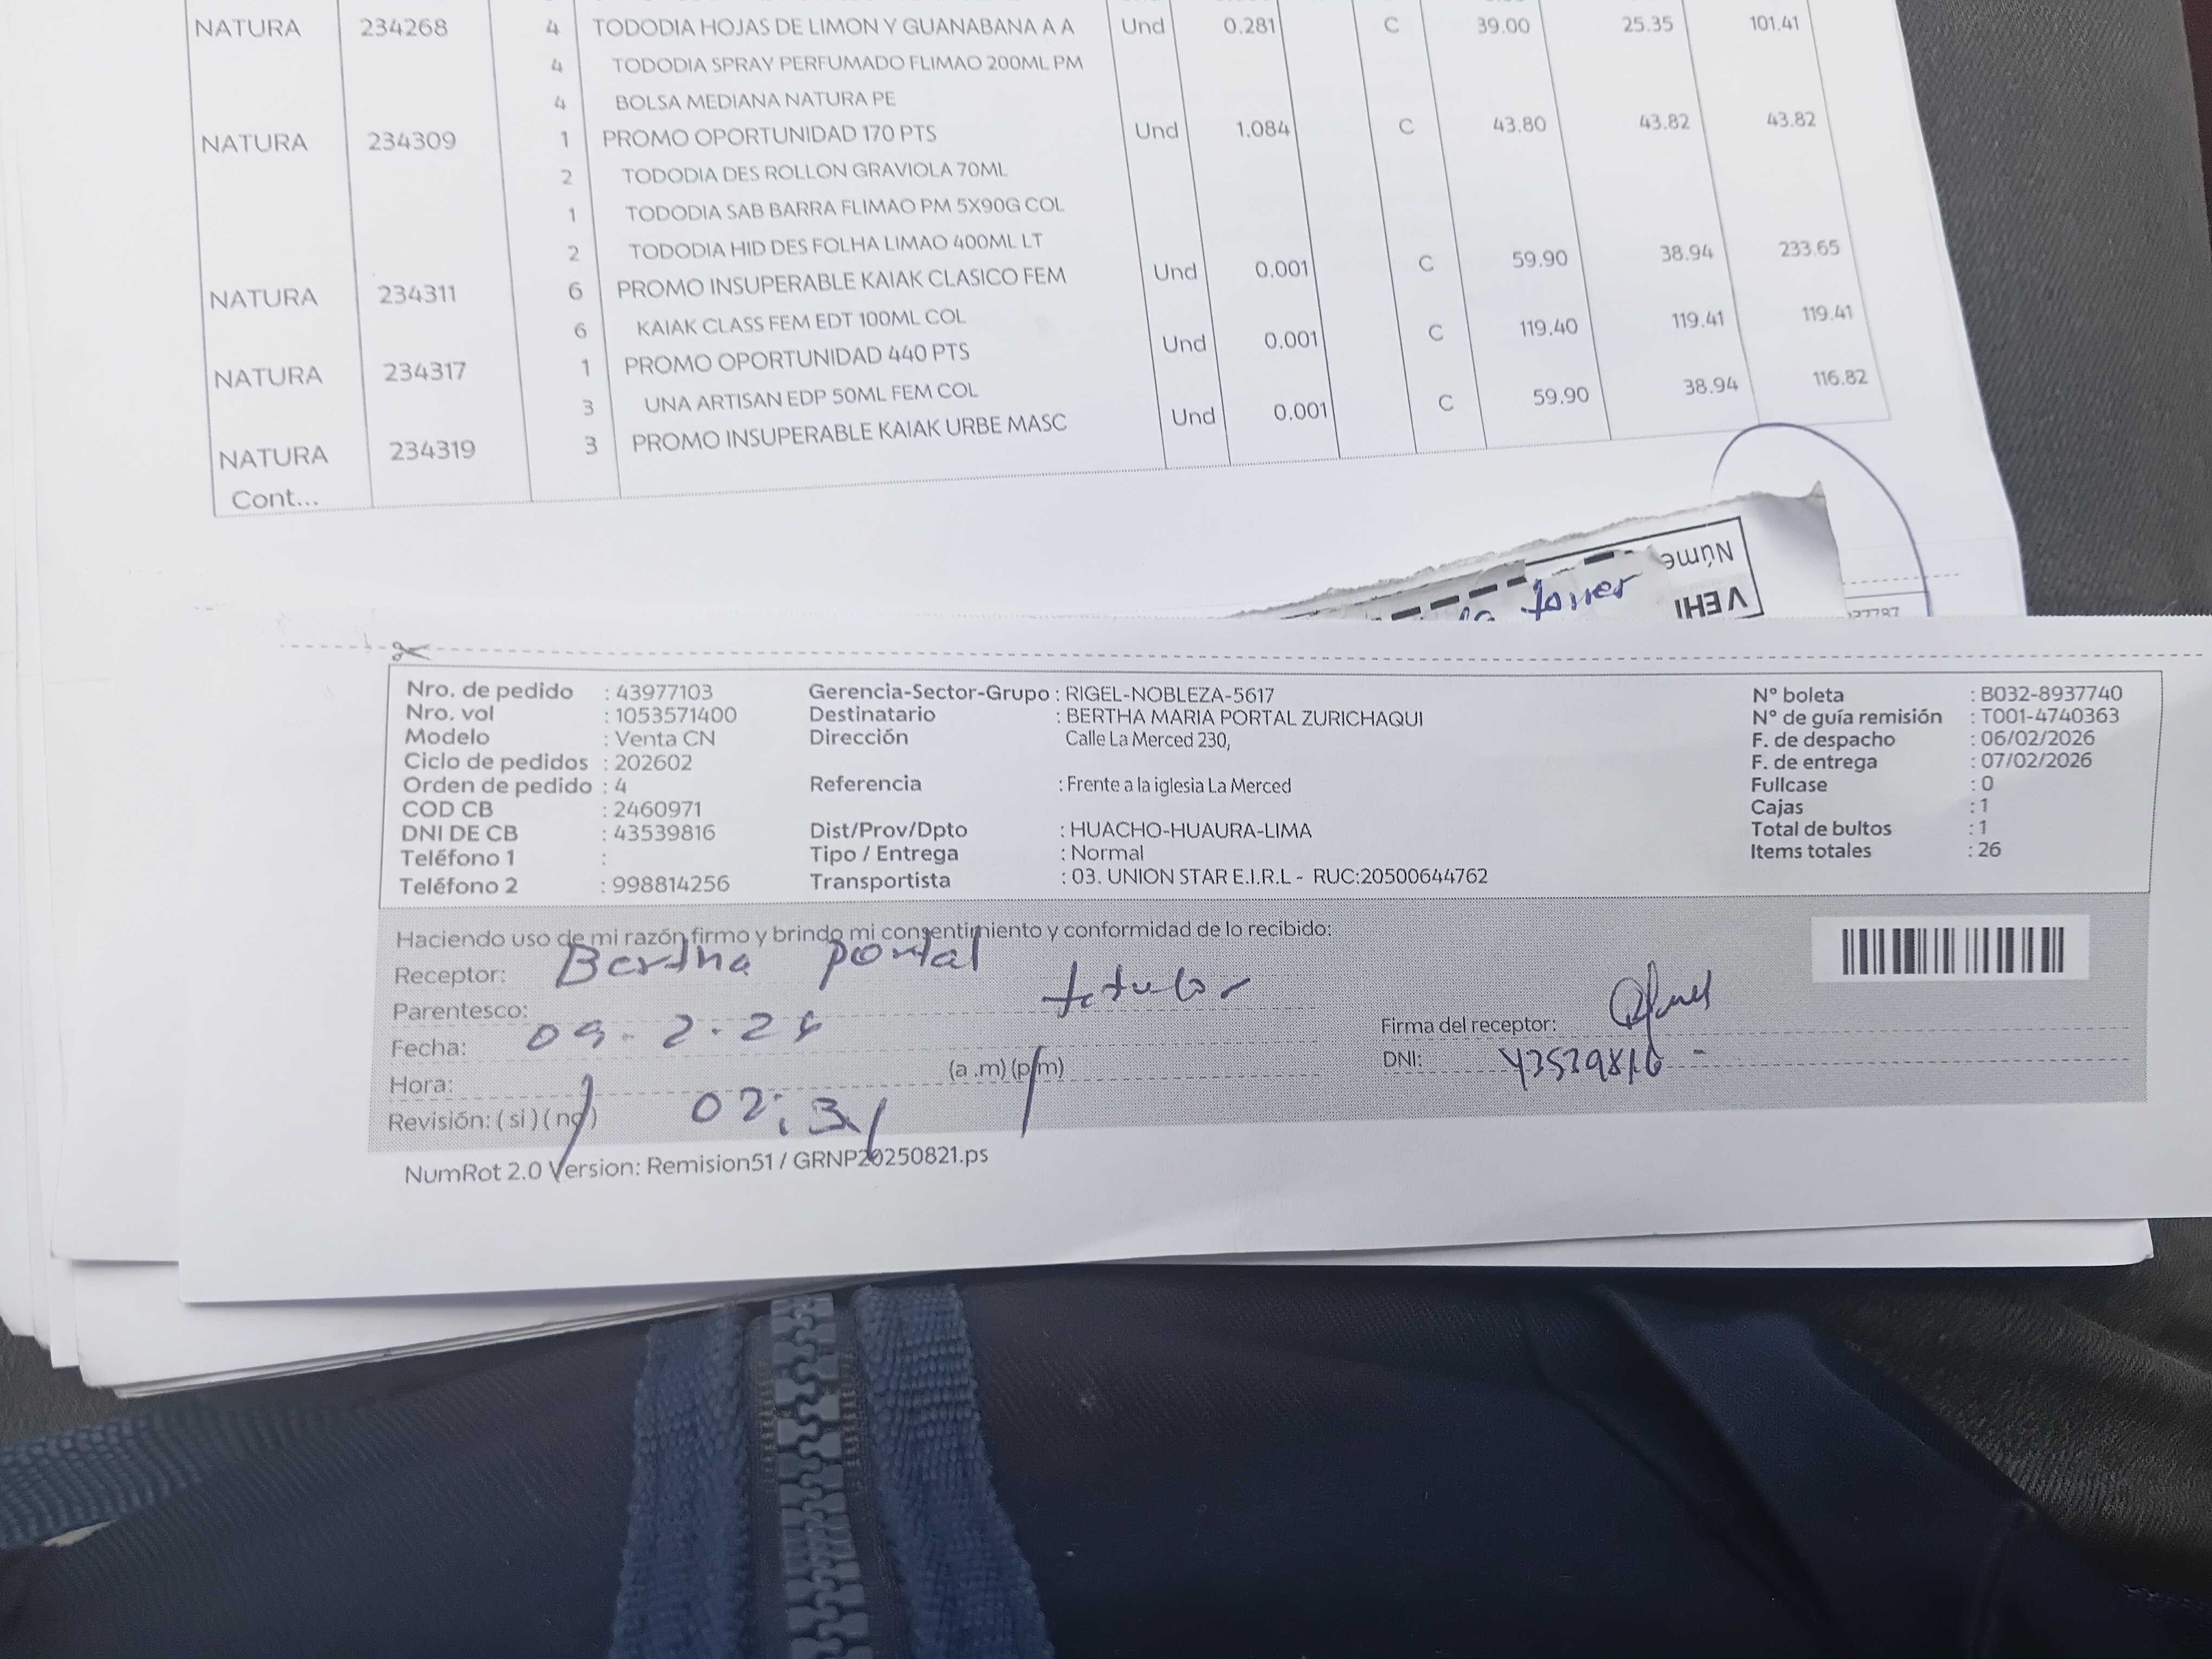 NATURA 234268 4 TODODIA HOJAS DE LIMON Y GUANABANA A A Und 0.281 C 39.00 25.35 101.41
4 TODODIA SPRAY PERFUMADO FLIMAO 200ML PM
4 BOLSA MEDIANA NATURA PE
NATURA 234309 1 PROMO OPORTUNIDAD 170 PTS Und 1.084 C 43.80 43.82 43.82
2 TODODIA DES ROLLON GRAVIOLA 70ML
1 TODODIA SAB BARRA FLIMAO PM 5X90G COL
2 TODODIA HID DES FOLHA LIMAO 400ML LT
NATURA 234311 6 PROMO INSUPERABLE KAIAK CLASICO FEM Und 0.001 C 59.90 38.94 233.65
6 KAIAK CLASS FEM EDT 100ML COL
NATURA 234317 1 PROMO OPORTUNIDAD 440 PTS Und 0.001 C 119.40 119.41 119.41
3 UNA ARTISAN EDP 50ML FEM COL
NATURA 234319 3 PROMO INSUPERABLE KAIAK URBE MASC Und 0.001 C 59.90 38.94 116.82
Cont...
Núme
VEHI
Nro. de pedido : 43977103 Gerencia-Sector-Grupo : RIGEL-NOBLEZA-5617 N° boleta : B032-8937740
Nro. vol : 1053571400 Destinatario : BERTHA MARIA PORTAL ZURICHAQUI N° de guía remisión : T001-4740363
Modelo : Venta CN Dirección Calle La Merced 230, F. de despacho : 06/02/2026
Ciclo de pedidos : 202602 F. de entrega : 07/02/2026
Orden de pedido : 4 Referencia : Frente a la iglesia La Merced Fullcase : 0
COD CB : 2460971 Cajas : 1
DNI DE CB : 43539816 Dist/Prov/Dpto : HUACHO-HUAURA-LIMA Total de bultos : 1
Teléfono 1 : Tipo / Entrega : Normal Items totales : 26
Teléfono 2 : 998814256 Transportista : 03. UNION STAR E.I.R.L - RUC:20500644762
Haciendo uso de mi razón firmo y brindo mi consentimiento y conformidad de lo recibido:
Receptor: Bertha portal
Parentesco: titular
Fecha: 09-2-26 Firma del receptor:
Hora: (a .m) (p.m) DNI: 43539816 -
Revisión: ( si ) ( no ) 02:31
NumRot 2.0 Version: Remision51 / GRNP20250821.ps